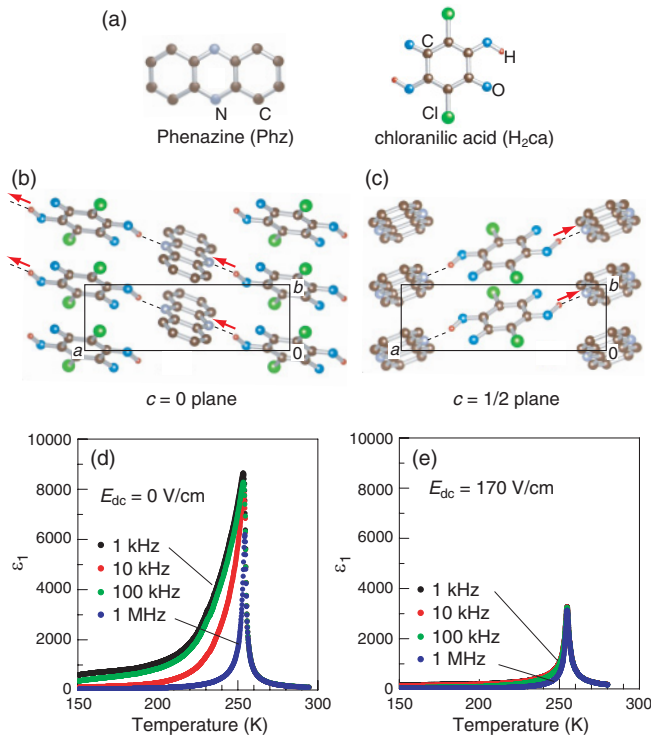 (a)
C
H
O
N C
Cl
Phenazine (Phz)
chloranilic acid (H₂ca)
(b)
b
a
0
c = 0 plane
(c)
b
a
0
c = 1/2 plane
(d)
10000
8000
6000
4000
2000
0
ε₁
E_dc = 0 V/cm
1 kHz
10 kHz
100 kHz
1 MHz
150 200 250 300
Temperature (K)
(e)
10000
8000
6000
4000
2000
0
ε₁
E_dc = 170 V/cm
1 kHz
10 kHz
100 kHz
1 MHz
150 200 250 300
Temperature (K)